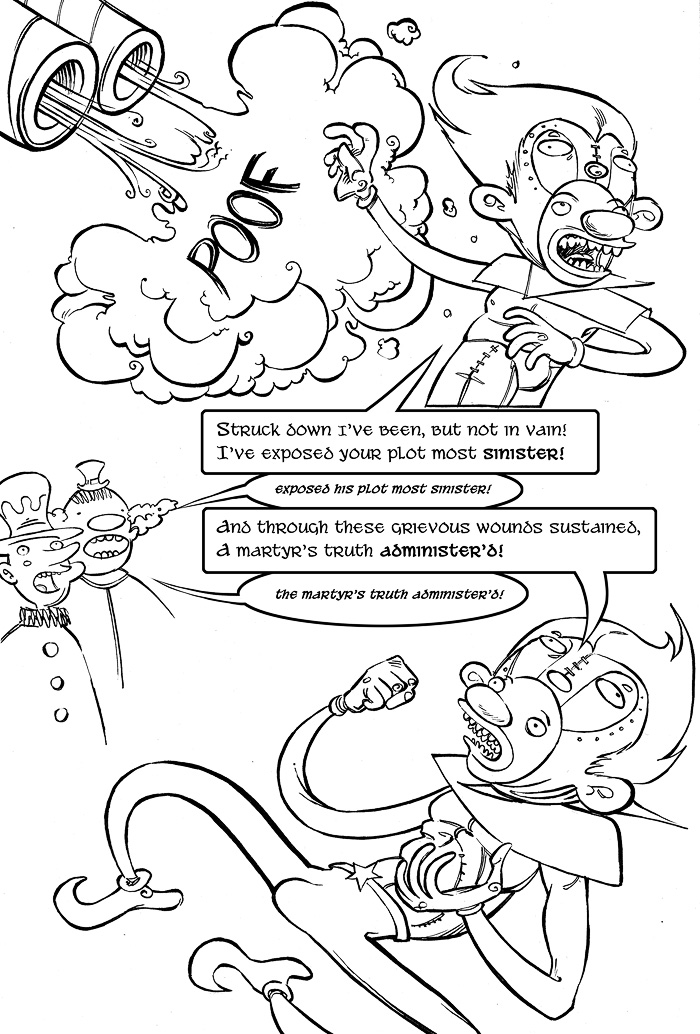 POOF
Struck down I've been, but not in vain!
I've exposed your plot most sinister!
exposed his plot most sinister!
And through these grievous wounds sustained,
a martyr's truth administer'd!
the martyr's truth administer'd!